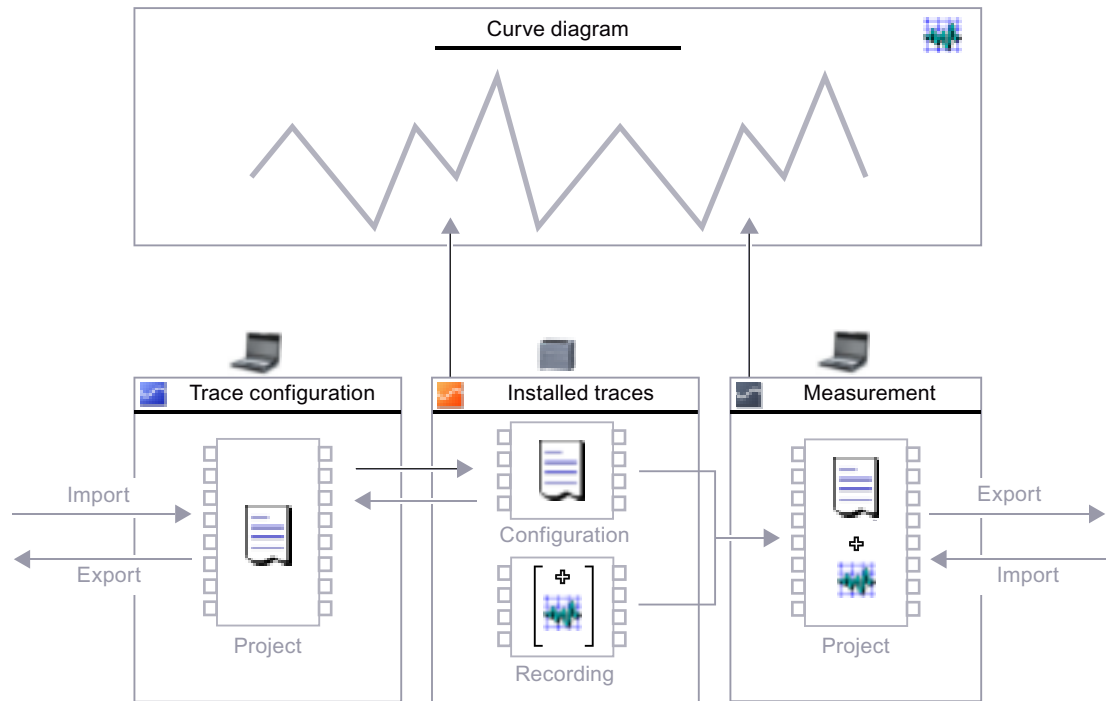 Curve diagram
Trace configuration
Installed traces
Measurement
Import
Export
Project
Configuration
Recording
Export
Import
Project